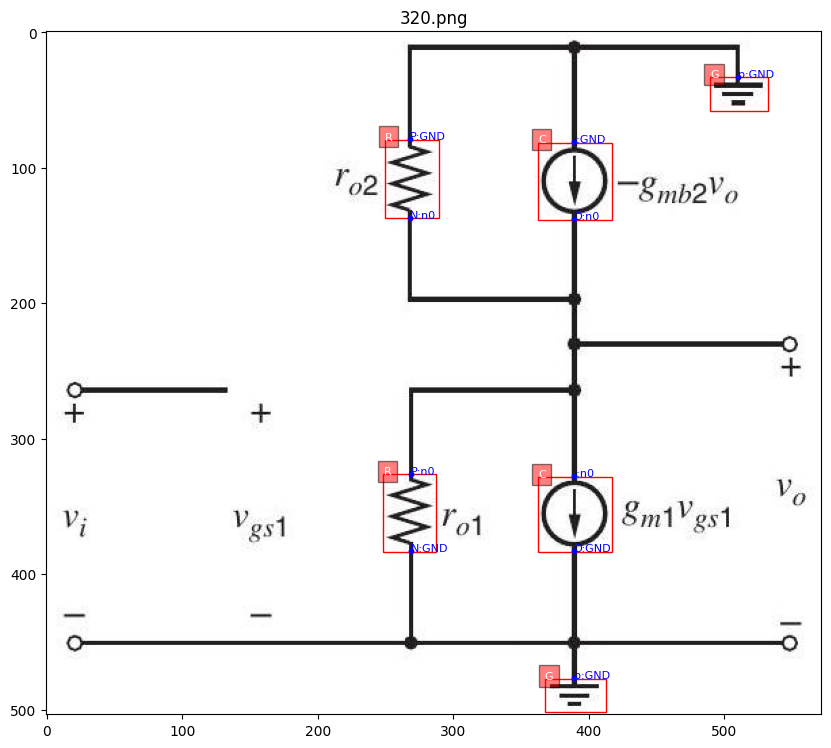 320.png
0
G
p:GND
R
P:GND
C
I:GND
100
r_{o2}
-g_{mb2}v_o
N:n0
O:n0
200
+
+
+
300
R
P:n0
C
I:n0
v_i
v_{gs1}
r_{o1}
g_{m1}v_{gs1}
v_o
N:GND
O:GND
400
−
−
−
G
p:GND
500
0
100
200
300
400
500